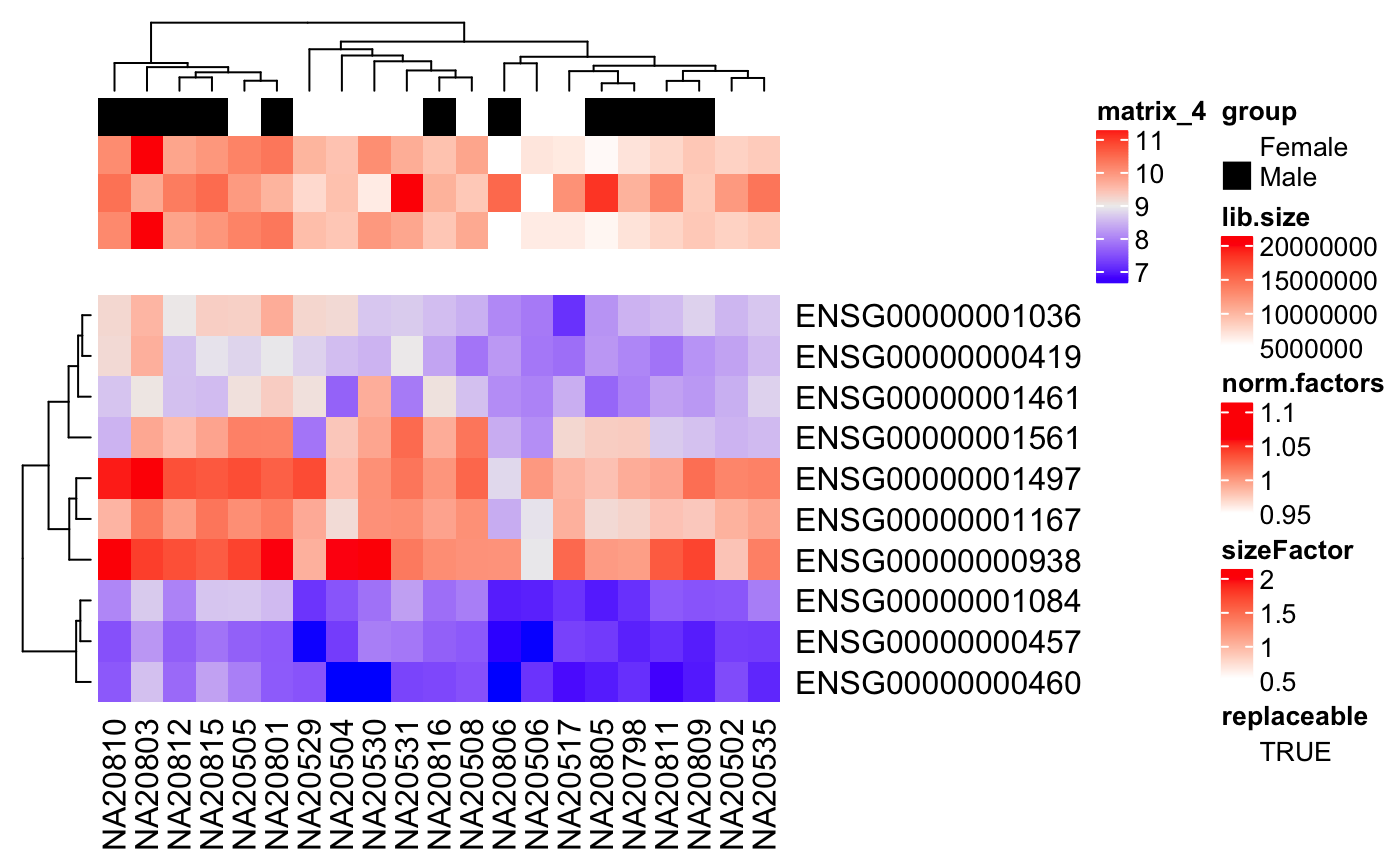 matrix_4
11
10
9
8
7
group
Female
Male
lib.size
20000000
15000000
10000000
5000000
norm.factors
1.1
1.05
1
0.95
sizeFactor
2
1.5
1
0.5
replaceable
TRUE
ENSG00000001036
ENSG00000000419
ENSG00000001461
ENSG00000001561
ENSG00000001497
ENSG00000001167
ENSG00000000938
ENSG00000001084
ENSG00000000457
ENSG00000000460
NA20810
NA20803
NA20812
NA20815
NA20505
NA20801
NA20529
NA20504
NA20530
NA20531
NA20816
NA20508
NA20806
NA20506
NA20517
NA20805
NA20798
NA20811
NA20809
NA20502
NA20535